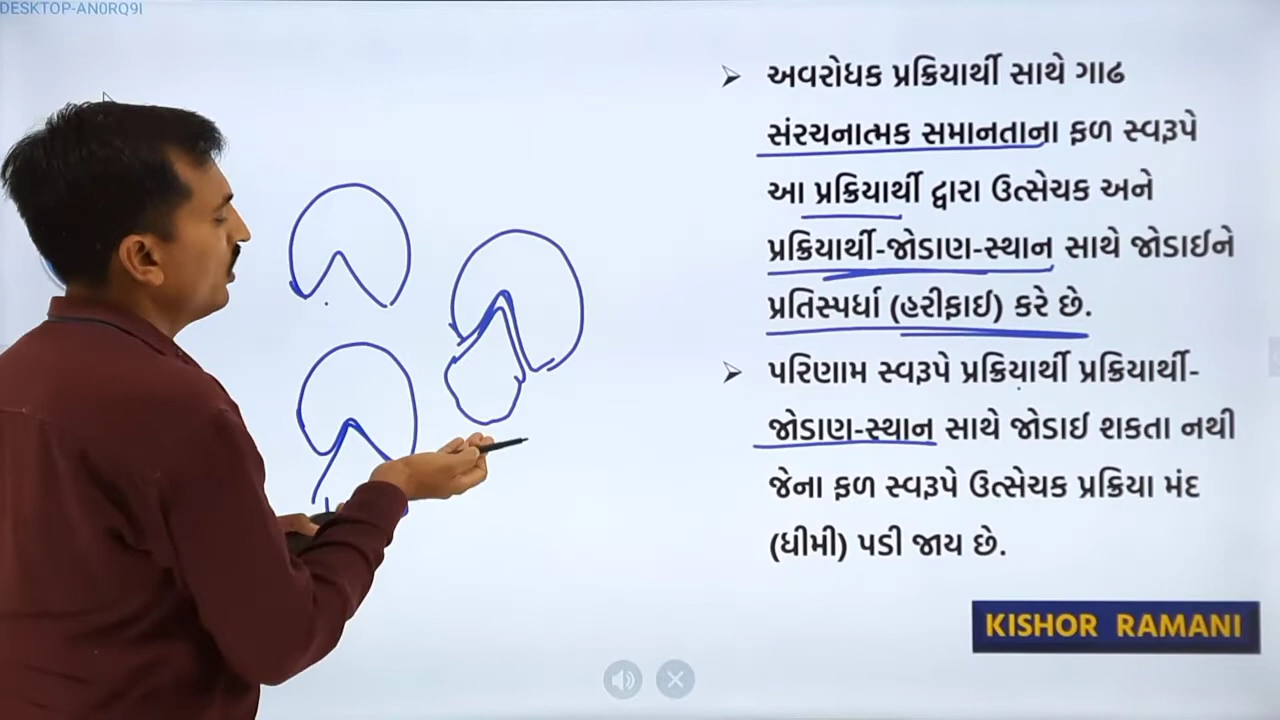 DESKTOP-AN0RQ9I
➢ અવરોધક પ્રક્રિયાર્થી સાથે ગાઢ
સંરચનાત્મક સમાનતાના ફળ સ્વરૂપે
આ પ્રક્રિયાર્થી દ્વારા ઉત્સેચક અને
પ્રક્રિયાર્થી-જોડાણ-સ્થાન સાથે જોડાઈને
પ્રતિસ્પર્ધા (હરીફાઈ) કરે છે.
➢ પરિણામ સ્વરૂપે પ્રક્રિયાર્થી પ્રક્રિયાર્થી-
જોડાણ-સ્થાન સાથે જોડાઈ શકતા નથી
જેના ફળ સ્વરૂપે ઉત્સેચક પ્રક્રિયા મંદ
(ધીમી) પડી જાય છે.
KISHOR RAMANI